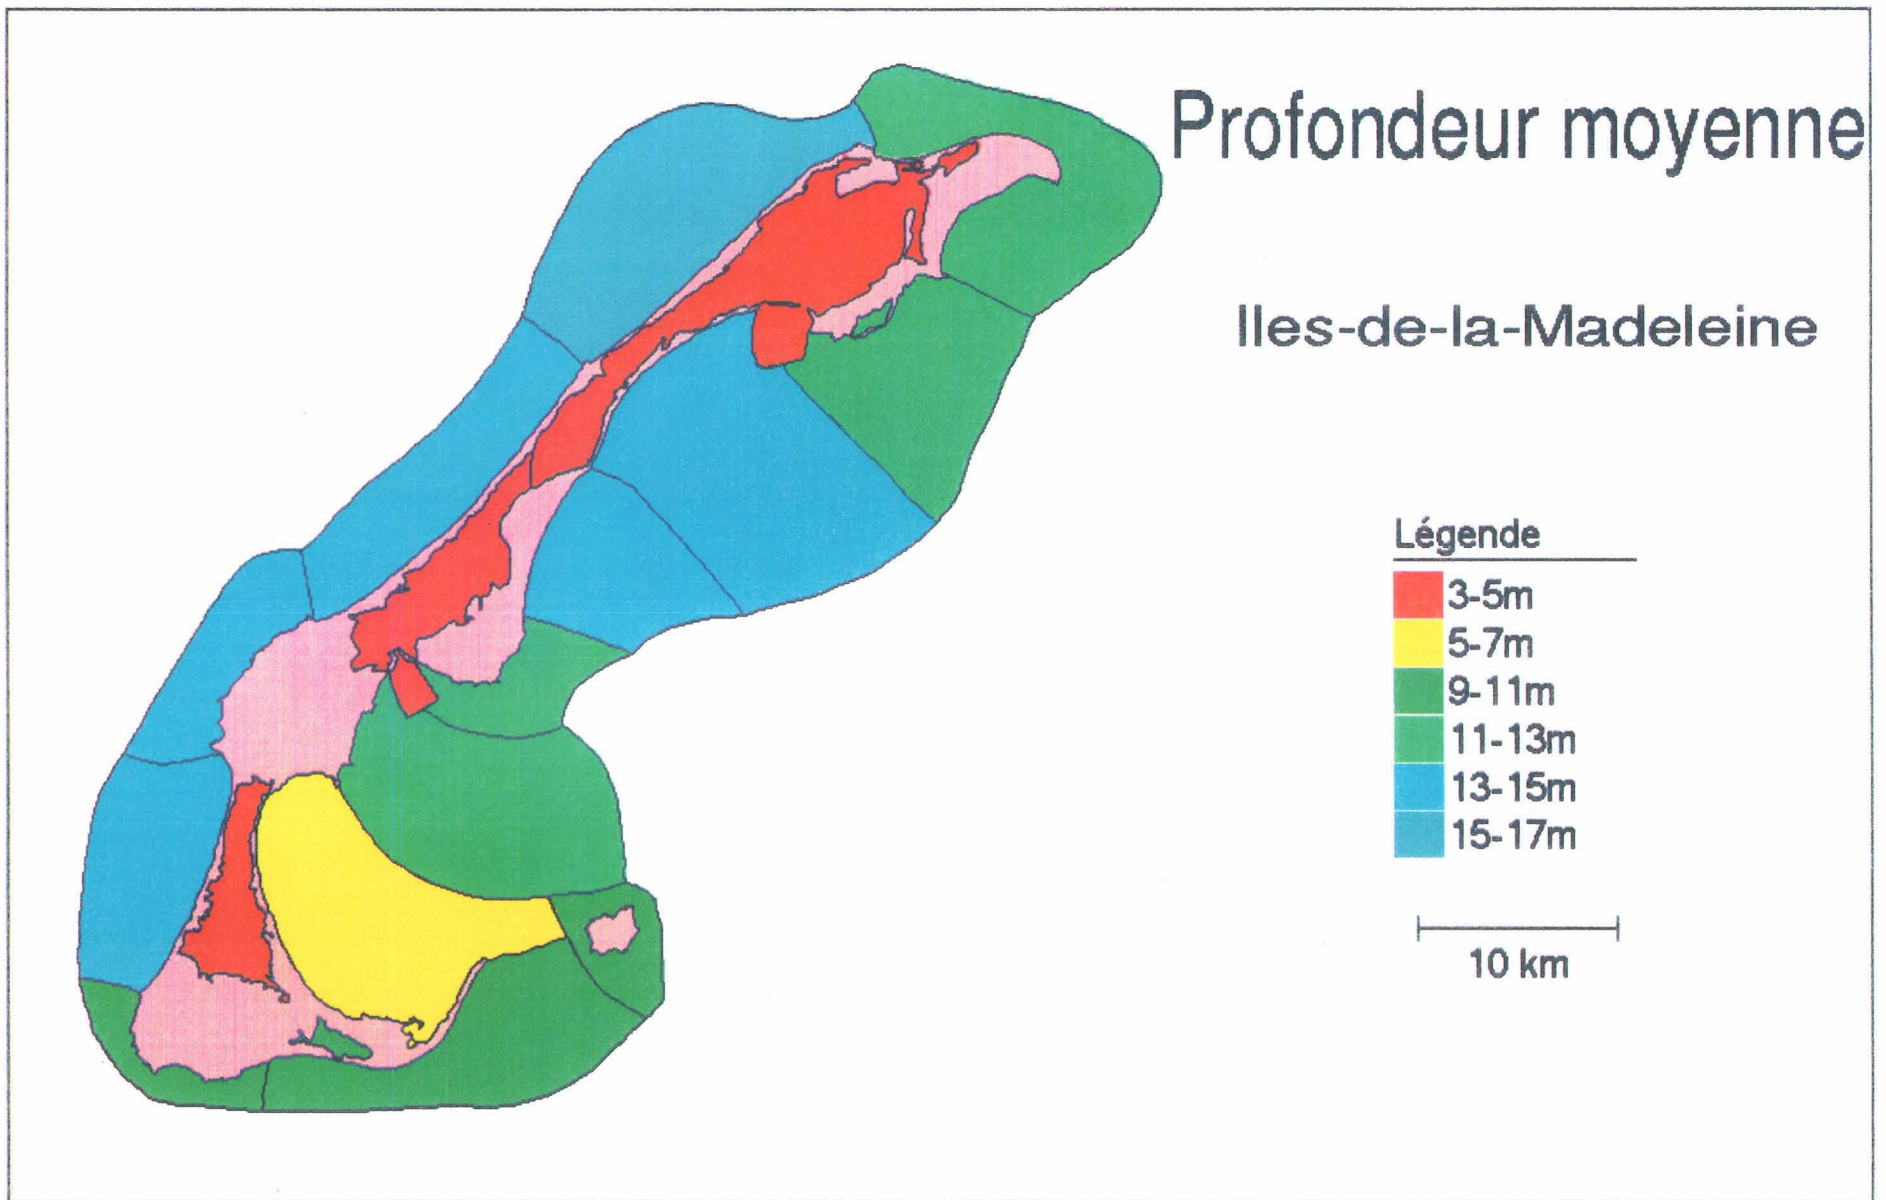 Profondeur moyenne
Iles-de-la-Madeleine
Légende
3-5m
5-7m
9-11m
11-13m
13-15m
15-17m
10 km